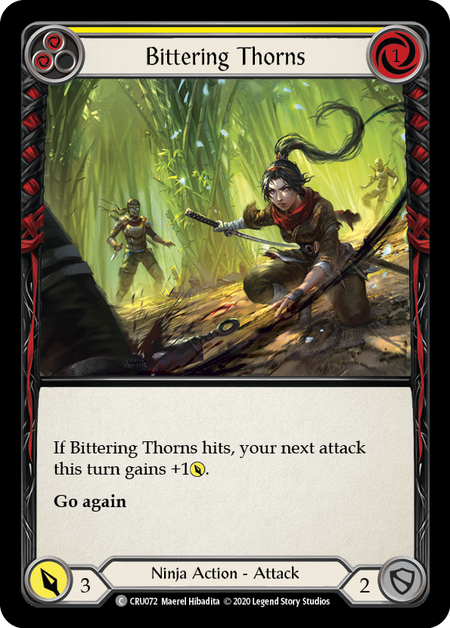 Bittering Thorns
1
If Bittering Thorns hits, your next attack
this turn gains +1.
Go again
3
Ninja Action - Attack
2
C CRU072 Maerel Hibadita © 2020 Legend Story Studios